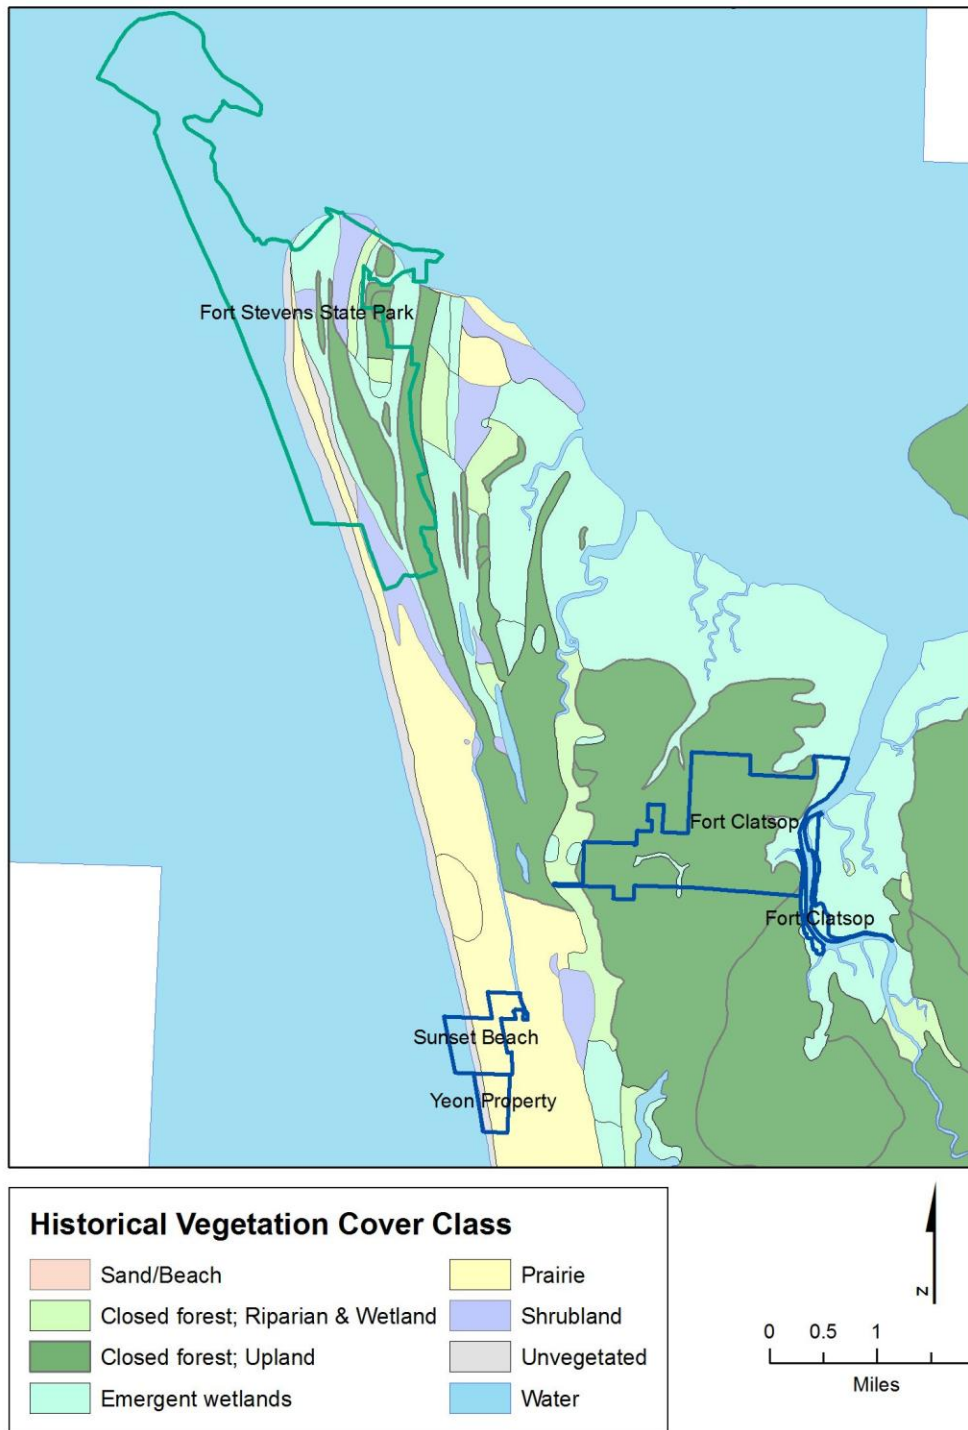 Fort Stevens State Park
Fort Clatsop
Fort Clatsop
Sunset Beach
Yeon Property
Historical Vegetation Cover Class
Sand/Beach
Closed forest; Riparian & Wetland
Closed forest; Upland
Emergent wetlands
Prairie
Shrubland
Unvegetated
Water
N
0 0.5 1
Miles